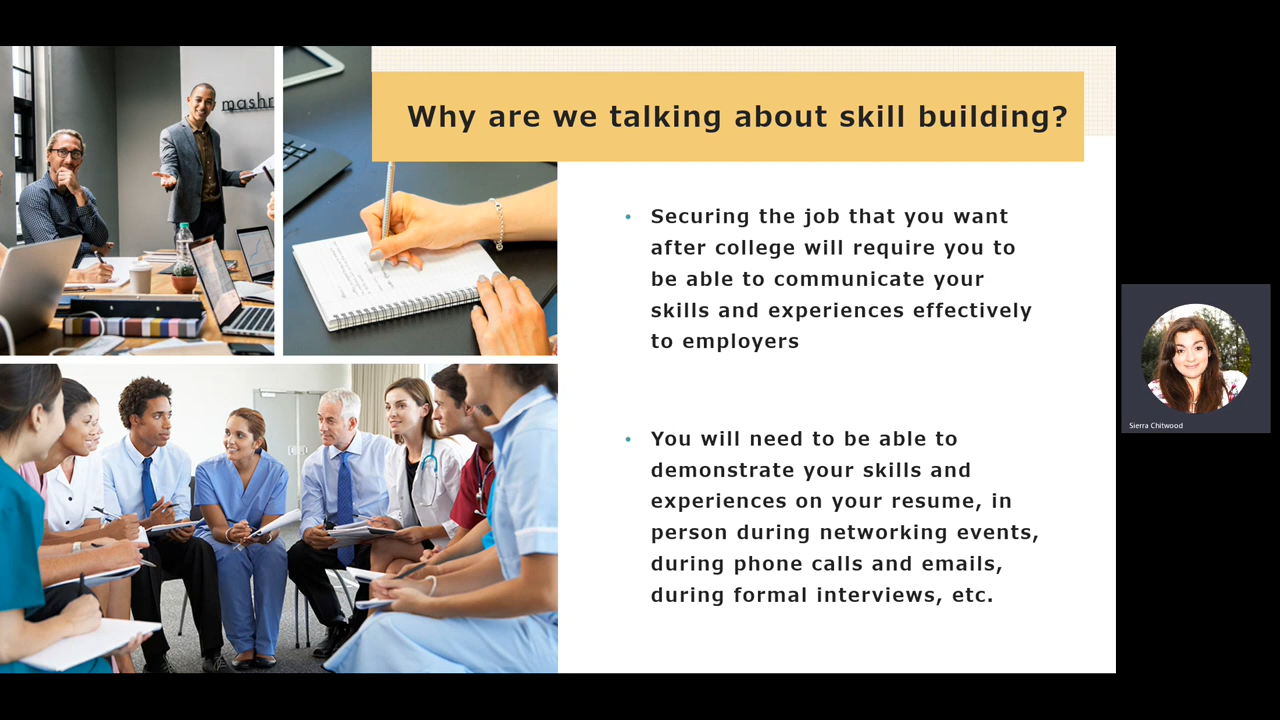 mashr
Why are we talking about skill building?
• Securing the job that you want
after college will require you to
be able to communicate your
skills and experiences effectively
to employers
• You will need to be able to
demonstrate your skills and
experiences on your resume, in
person during networking events,
during phone calls and emails,
during formal interviews, etc.
Sierra Chitwood